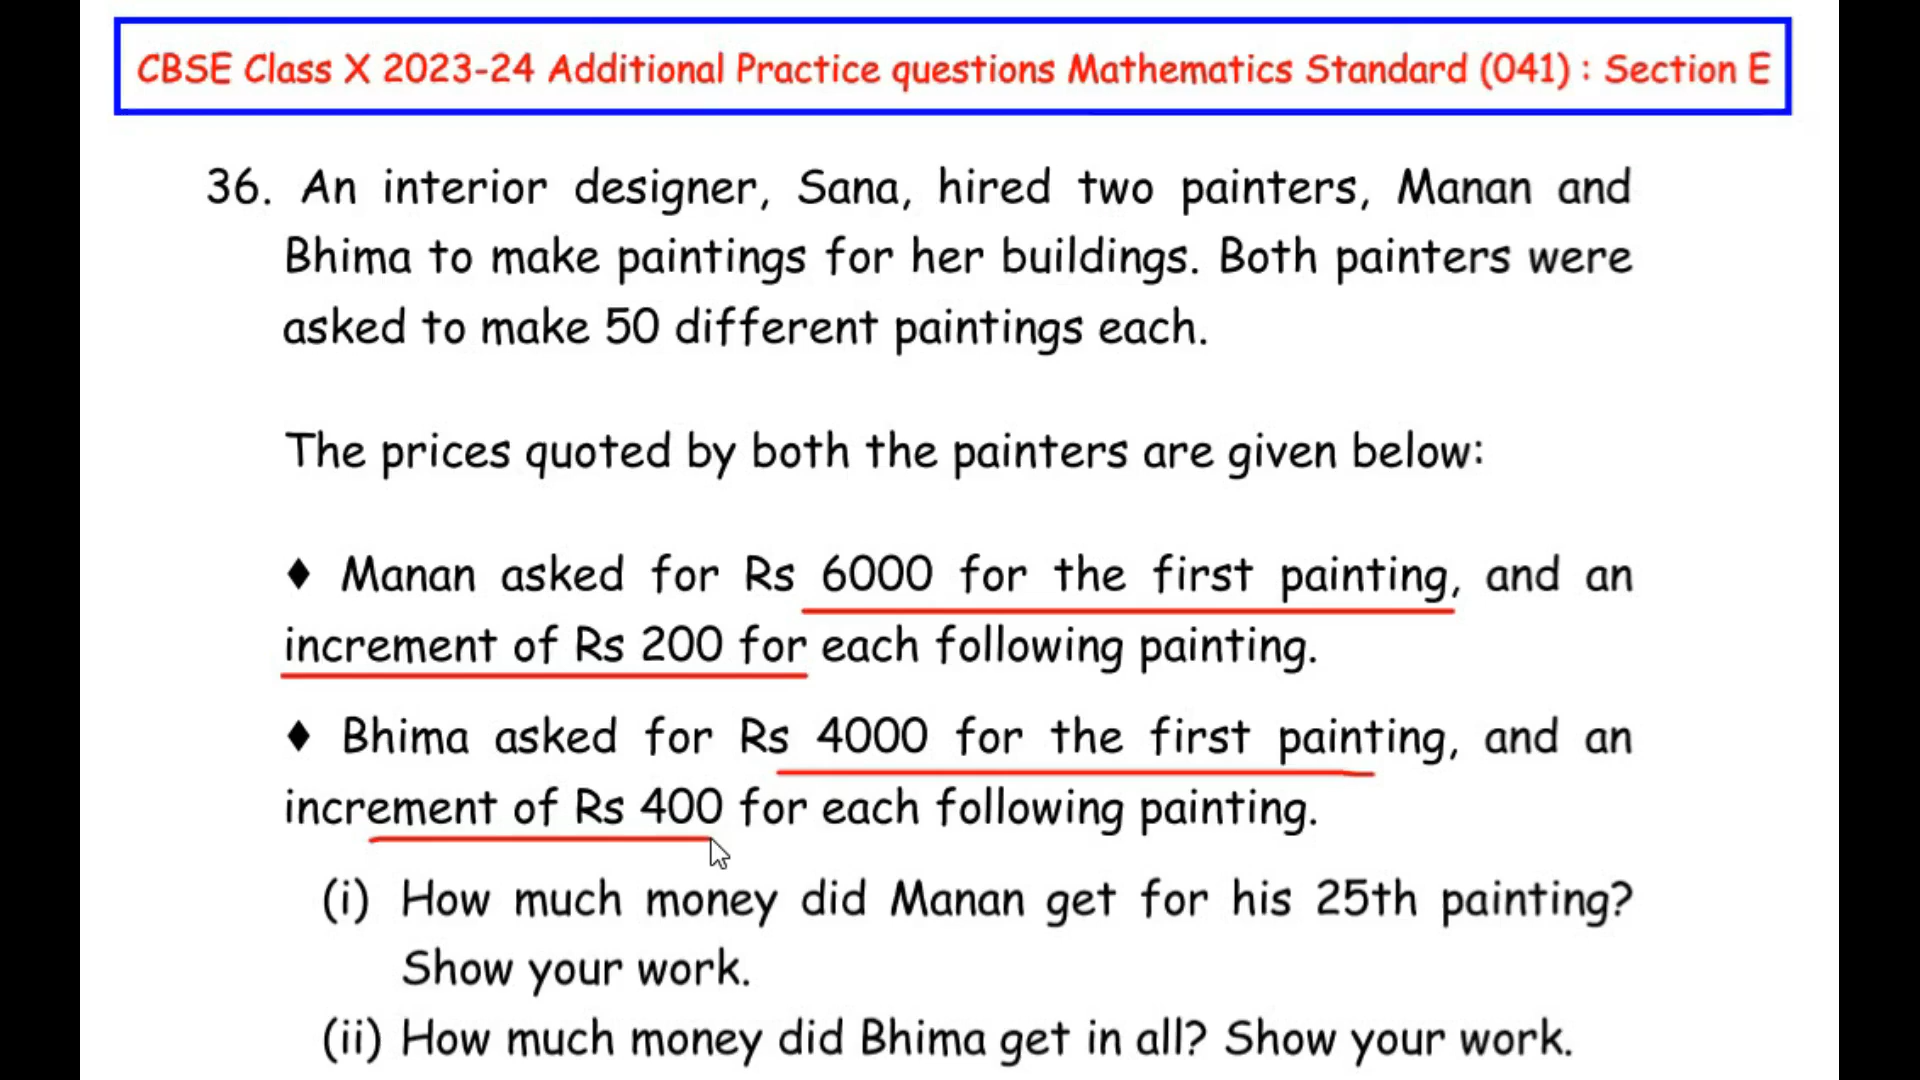 CBSE Class X 2023-24 Additional Practice questions Mathematics Standard (041) : Section E
36. An interior designer, Sana, hired two painters, Manan and
Bhima to make paintings for her buildings. Both painters were
asked to make 50 different paintings each.
The prices quoted by both the painters are given below:
♦ Manan asked for Rs 6000 for the first painting, and an
increment of Rs 200 for each following painting.
♦ Bhima asked for Rs 4000 for the first painting, and an
increment of Rs 400 for each following painting.
(i) How much money did Manan get for his 25th painting?
Show your work.
(ii) How much money did Bhima get in all? Show your work.